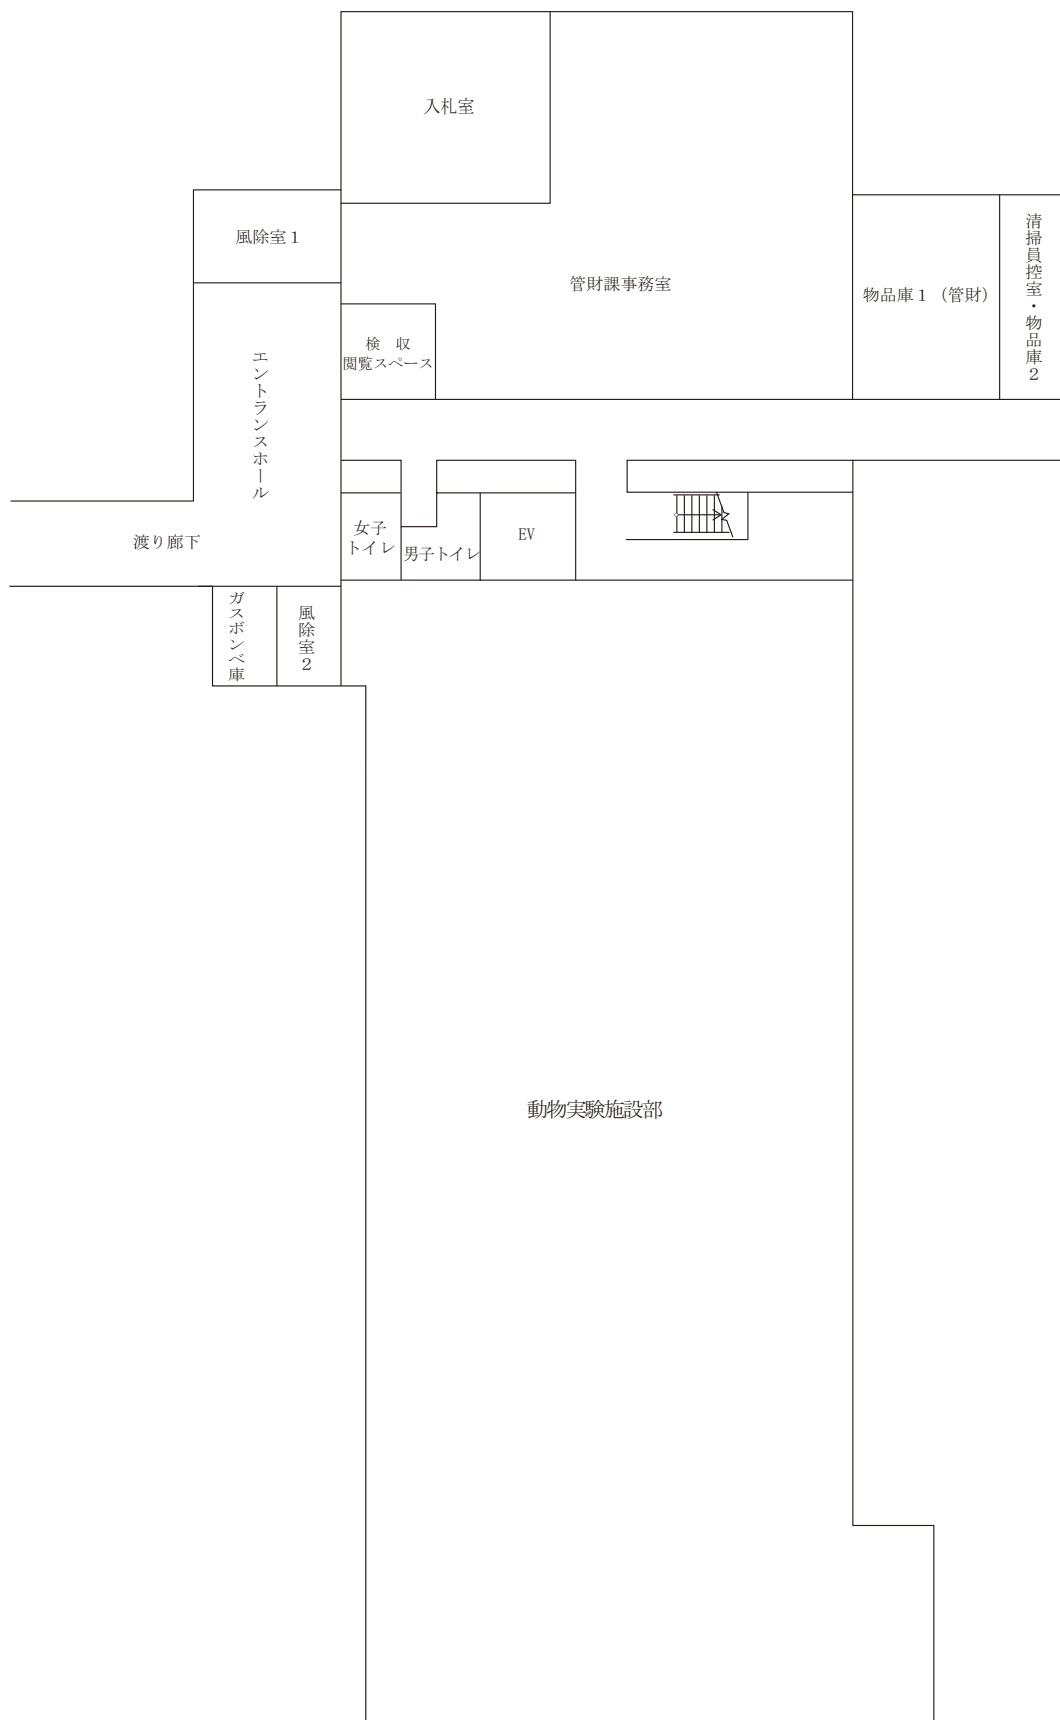 入札室
風除室１
管財課事務室
物品庫１（管財）
清掃員控室・物品庫２
検　収
閲覧スペース
エントランスホール
女子
トイレ
男子トイレ
EV
渡り廊下
ガスボンベ庫
風除室２
動物実験施設部